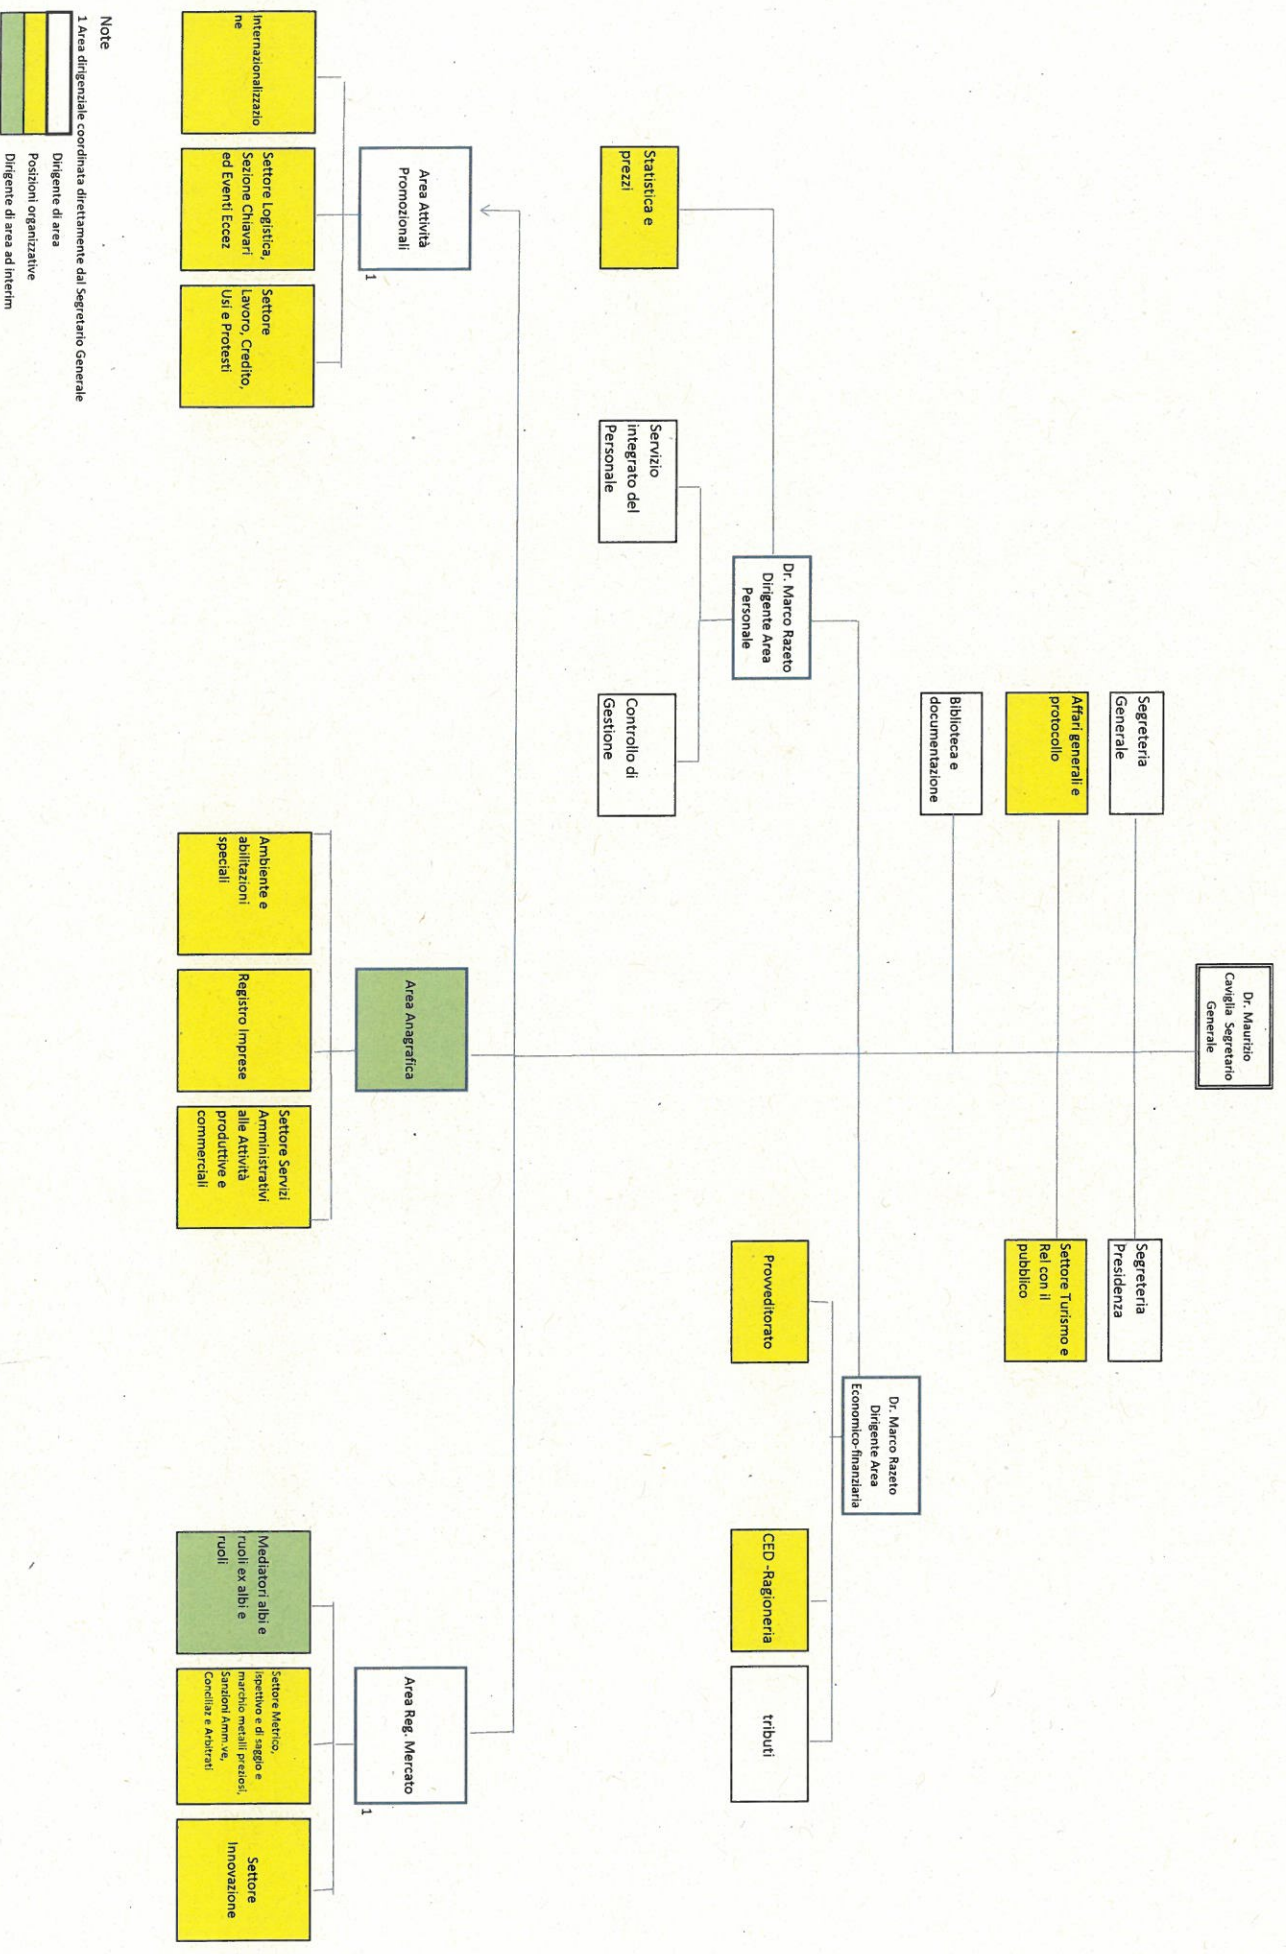 Dr. Maurizio
Caviglia Segretario
Generale
Segreteria
Generale
Segreteria
Presidenza
Affari generali e
protocollo
Settore Turismo e
Rel con il
pubblico
Biblioteca e
documentazione
Dr. Marco Razeto
Dirigente Area
Economico-finanziaria
Dr. Marco Razeto
Dirigente Area
Personale
Provveditorato
CED -Ragioneria
tributi
Statistica e
prezzi
Servizio
integrato del
Personale
Controllo di
Gestione
Area Attività
Promozionali
1
Area Anagrafica
Area Reg. Mercato
1
Internazionalizzazio
ne
Settore Logistica,
Sezione Chiavari
ed Eventi Eccez
Settore
Lavoro, Credito,
Usi e Protesti
Ambiente e
abilitazioni
speciali
Registro Imprese
Settore Servizi
Amministrativi
alle Attività
produttive e
commerciali
Mediatori albi e
ruoli ex albi e
ruoli
Settore Metrico,
ispettivo e di saggio e
marchio metalli preziosi,
Sanzioni Amm.ve,
Conciliaz e Arbitrati
Settore
Innovazione
Note
1 Area dirigenziale coordinata direttamente dal Segretario Generale
Dirigente di area
Posizioni organizzative
Dirigente di area ad interim